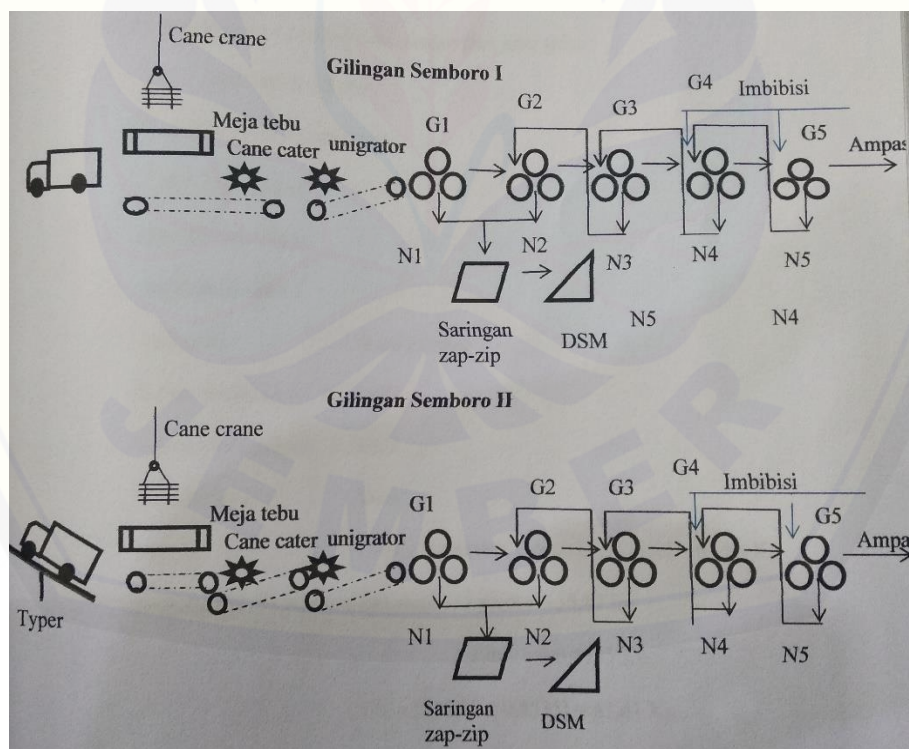 Cane crane
Gilingan Semboro I
G4
Imbibisi
G2
G3
G1
G5
Meja tebu
Cane cater
unigrator
Ampas
N1
N2
N3
N4
N5
Saringan
zap-zip
DSM
N5
N4
JEMBER
Gilingan Semboro II
Cane crane
G4
Imbibisi
G2
G3
G1
G5
Meja tebu
Cane cater
unigrator
Ampa
Typer
N1
N2
N3
N4
N5
Saringan
zap-zip
DSM